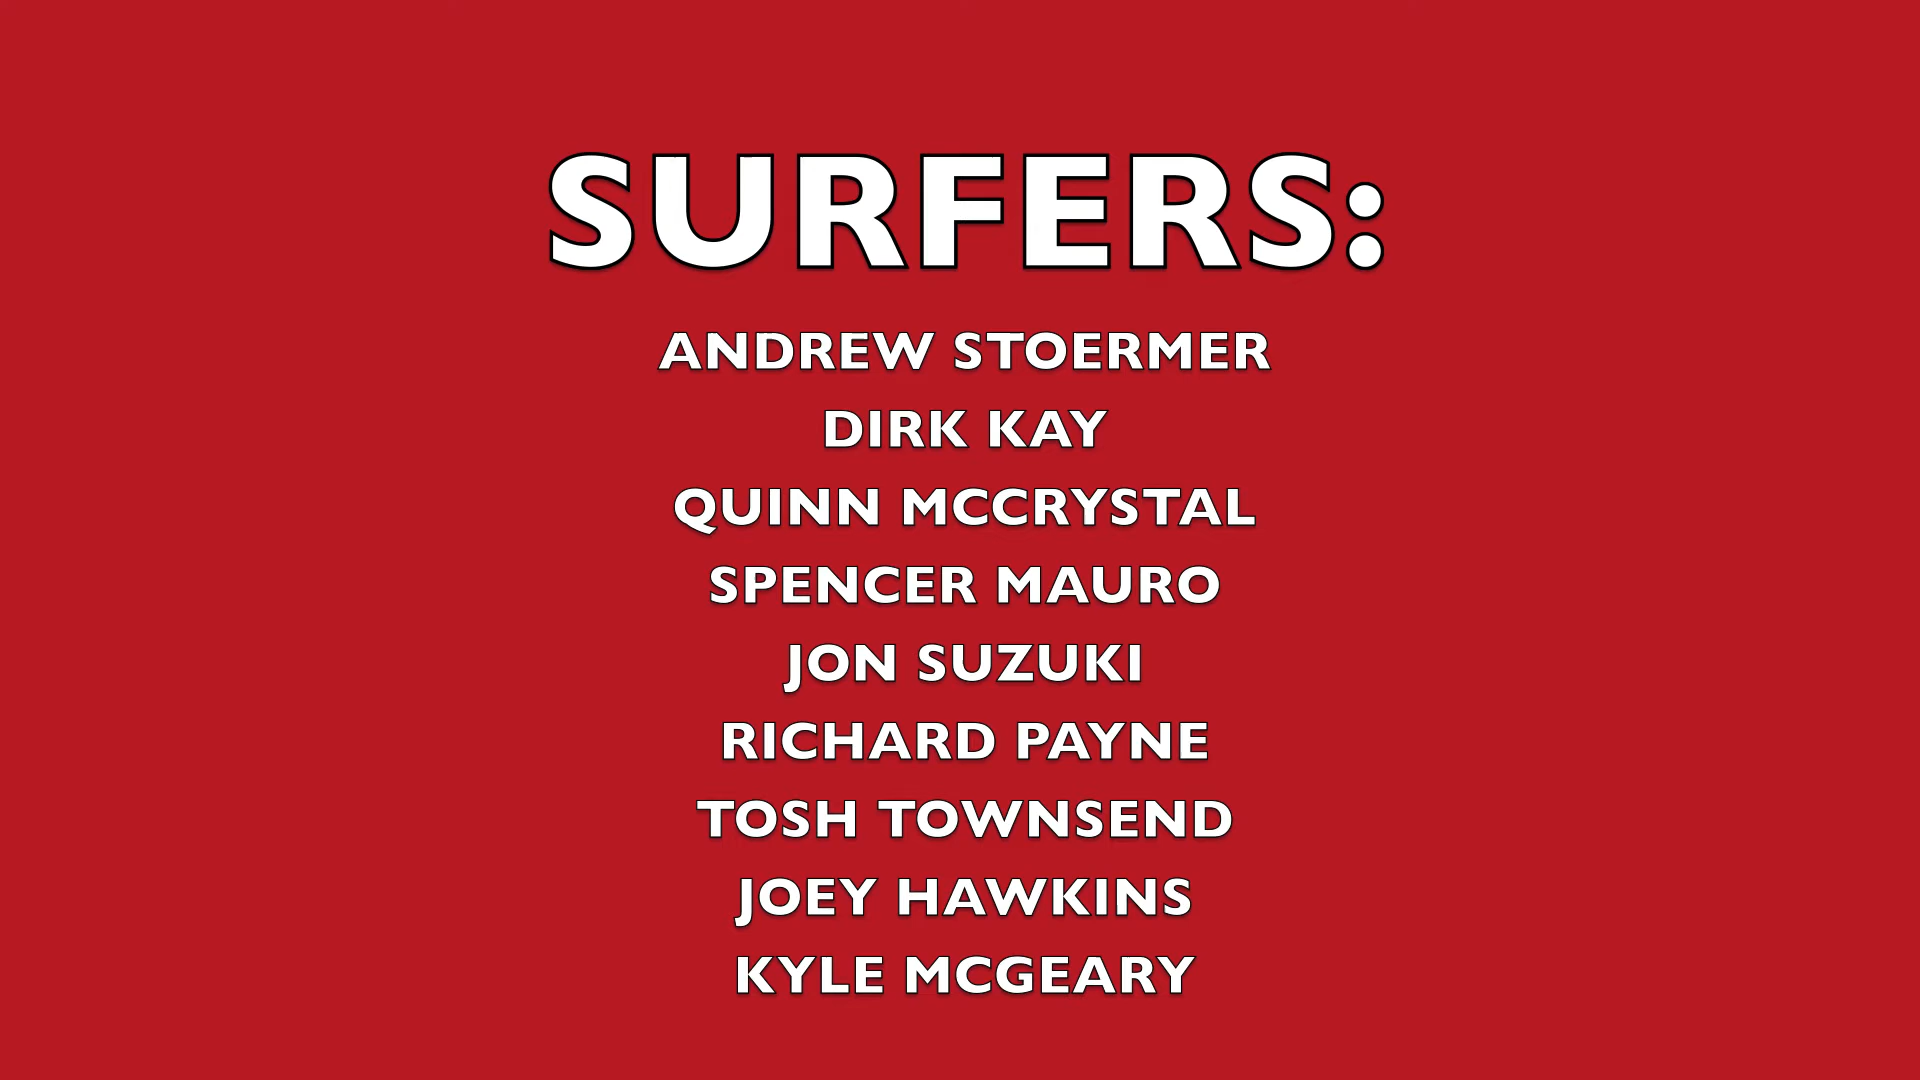 SURFERS:
ANDREW STOERMER
DIRK KAY
QUINN MCCRYSTAL
SPENCER MAURO
JON SUZUKI
RICHARD PAYNE
TOSH TOWNSEND
JOEY HAWKINS
KYLE MCGEARY